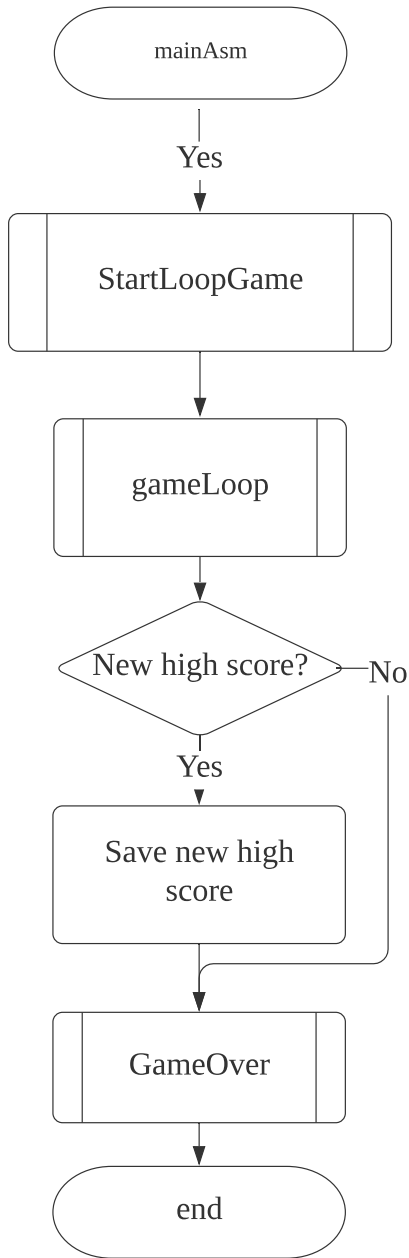 mainAsm
Yes
StartLoopGame
gameLoop
New high score?
No
Yes
Save new high
score
GameOver
end